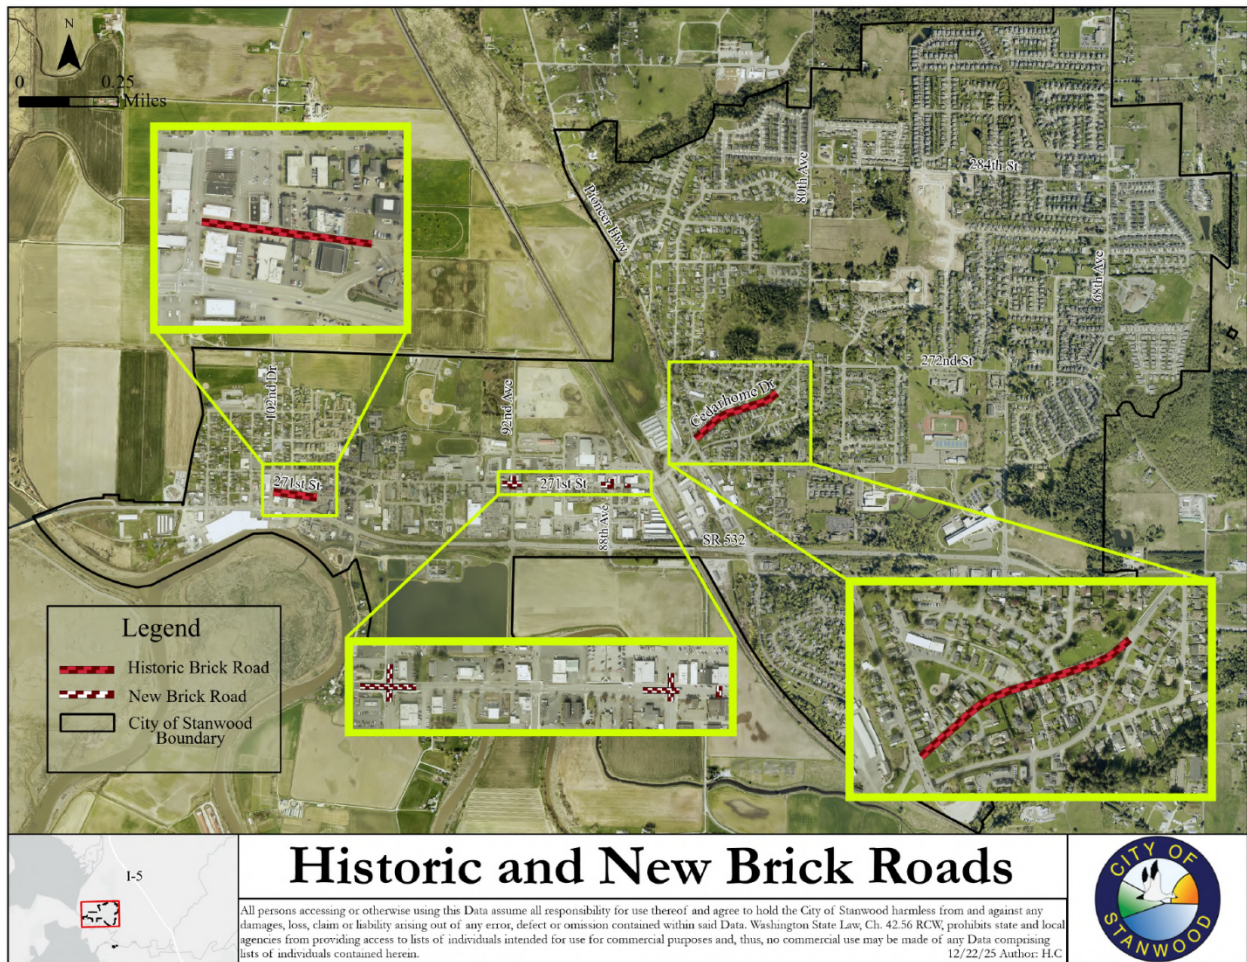 N
0 0.25
Miles
284th St
80th Ave
Pioneer Hwy
68th Ave
272nd St
102nd Dr
92nd Ave
Cedarhome Dr
271st St
271st St
88th Ave
SR 532
Legend
Historic Brick Road
New Brick Road
City of Stanwood
Boundary
I-5
Historic and New Brick Roads
All persons accessing or otherwise using this Data assume all responsibility for use thereof and agree to hold the City of Stanwood harmless from and against any
damages, loss, claim or liability arising out of any error, defect or omission contained within said Data. Washington State Law, Ch. 42.56 RCW, prohibits state and local
agencies from providing access to lists of individuals intended for use for commercial purposes and, thus, no commercial use may be made of any Data comprising
lists of individuals contained herein.
12/22/25 Author: H.C
CITY OF
STANWOOD